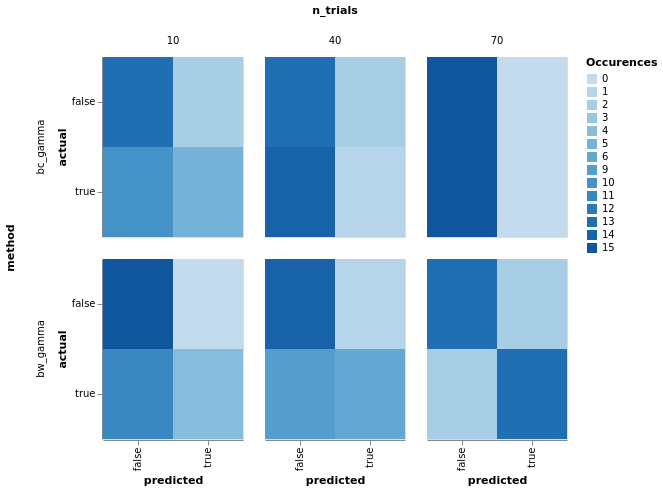 n_trials
10 40 70
Occurences
0
1
2
3
4
5
6
9
10
11
12
13
14
15
method
bc_gamma
actual
false
true
bw_gamma
actual
false
true
false true false true false true
predicted predicted predicted